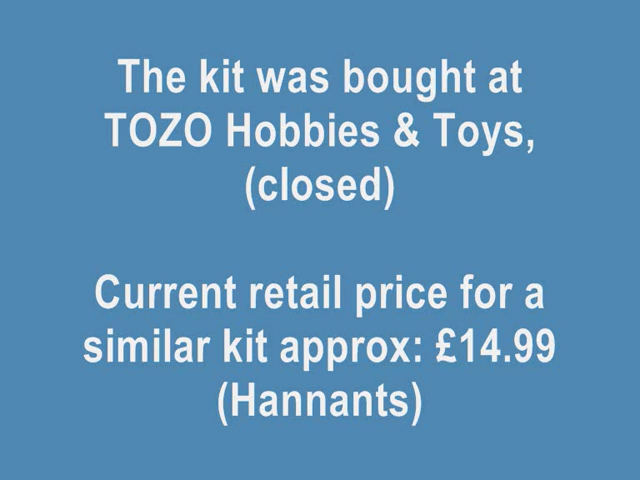 The kit was bought at
TOZO Hobbies & Toys,
(closed)
Current retail price for a
similar kit approx: £14.99
(Hannants)